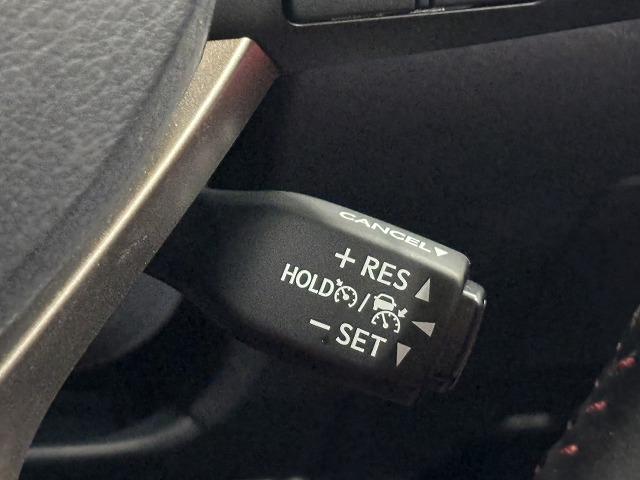 CANCEL
+ RES
HOLD /
- SET